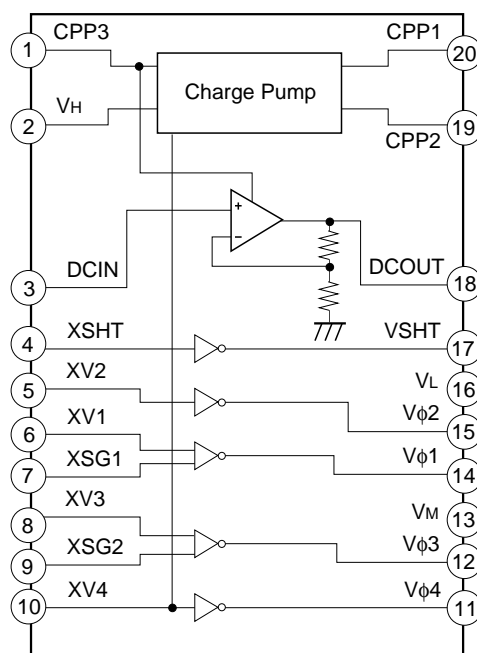 CPP3
CPP1
1
20
Charge Pump
VH
2
19
CPP2
+
−
DCIN
DCOUT
3
18
XSHT
VSHT
4
17
XV2
VL
5
16
XV1
Vφ2
6
15
XSG1
Vφ1
7
14
XV3
VM
8
13
XSG2
Vφ3
9
12
XV4
Vφ4
10
11